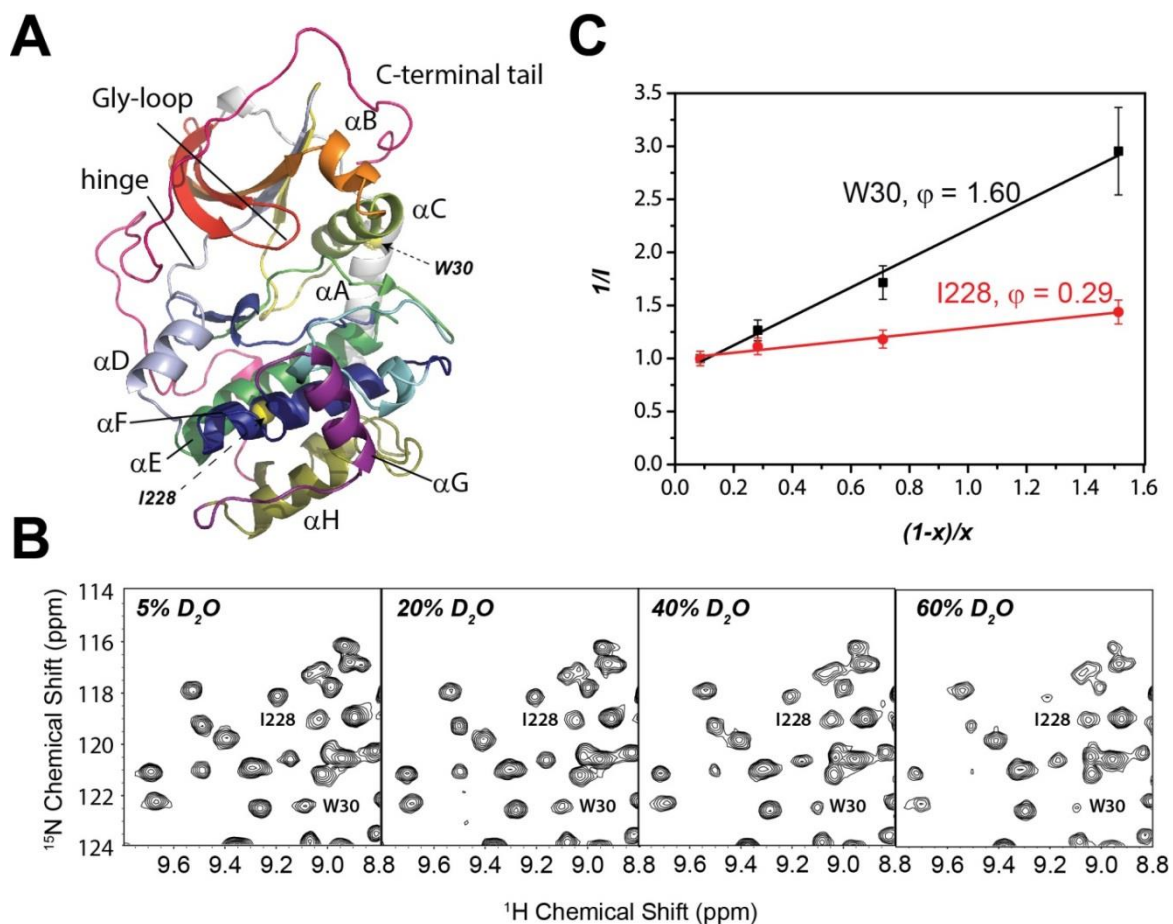 A
C-terminal tail
Gly-loop
αB
hinge
αC
W30
αA
αD
αF
αE
I228
αG
αH
C
3.5
3.0
2.5
2.0
1.5
1.0
0.5
0.0
1/I
W30, φ = 1.60
I228, φ = 0.29
0.0 0.2 0.4 0.6 0.8 1.0 1.2 1.4 1.6
(1-x)/x
B
114
116
118
120
122
124
¹⁵N Chemical Shift (ppm)
5% D₂O
I228
W30
9.6 9.4 9.2 9.0 8.8
20% D₂O
I228
W30
9.6 9.4 9.2 9.0 8.8
40% D₂O
I228
W30
9.6 9.4 9.2 9.0 8.8
60% D₂O
I228
W30
9.6 9.4 9.2 9.0 8.8
¹H Chemical Shift (ppm)